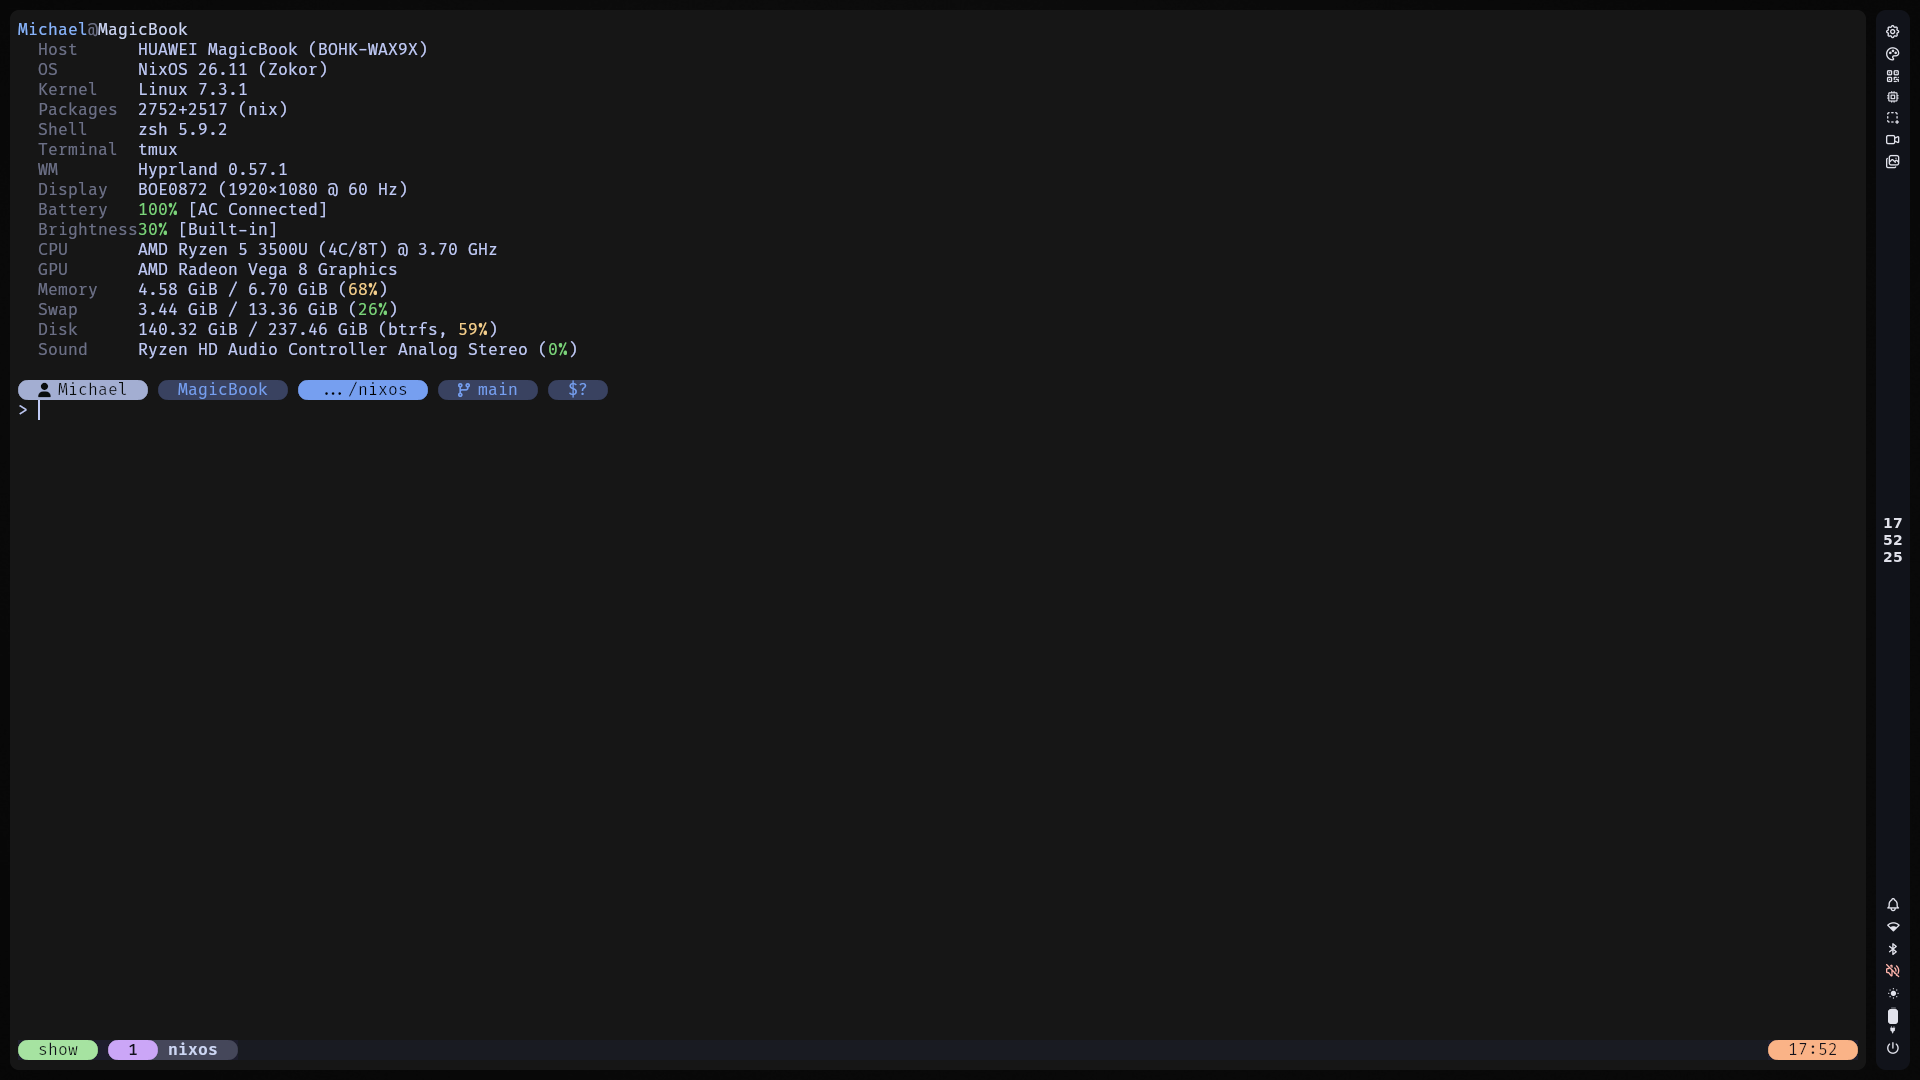 Michael@MagicBook
Host HUAWEI MagicBook (BOHK-WAX9X)
OS NixOS 26.11 (Zokor)
Kernel Linux 7.3.1
Packages 2752+2517 (nix)
Shell zsh 5.9.2
Terminal tmux
WM Hyprland 0.57.1
Display BOE0872 (1920×1080 @ 60 Hz)
Battery 100% [AC Connected]
Brightness30% [Built-in]
CPU AMD Ryzen 5 3500U (4C/8T) @ 3.70 GHz
GPU AMD Radeon Vega 8 Graphics
Memory 4.58 GiB / 6.70 GiB (68%)
Swap 3.44 GiB / 13.36 GiB (26%)
Disk 140.32 GiB / 237.46 GiB (btrfs, 59%)
Sound Ryzen HD Audio Controller Analog Stereo (0%)
Michael MagicBook .../nixos main $?
>
17
52
25
show 1 nixos 17:52